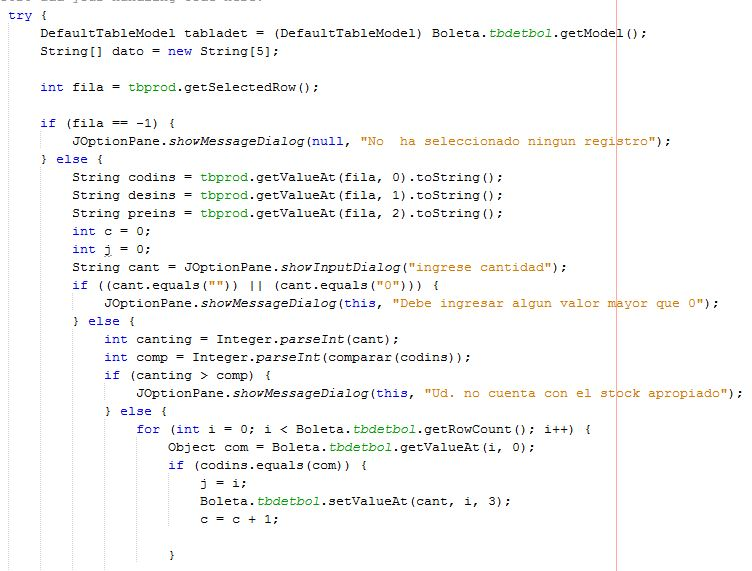 try {
DefaultTableModel tabladet = (DefaultTableModel) Boleta.tbdetbol.getModel();
String[] dato = new String[5];
int fila = tbprod.getSelectedRow();
if (fila == -1) {
JOptionPane.showMessageDialog(null, "No  ha seleccionado ningun registro");
} else {
String codins = tbprod.getValueAt(fila, 0).toString();
String desins = tbprod.getValueAt(fila, 1).toString();
String preins = tbprod.getValueAt(fila, 2).toString();
int c = 0;
int j = 0;
String cant = JOptionPane.showInputDialog("ingrese cantidad");
if ((cant.equals("")) || (cant.equals("0"))) {
JOptionPane.showMessageDialog(this, "Debe ingresar algun valor mayor que 0");
} else {
int canting = Integer.parseInt(cant);
int comp = Integer.parseInt(comparar(codins));
if (canting > comp) {
JOptionPane.showMessageDialog(this, "Ud. no cuenta con el stock apropiado");
} else {
for (int i = 0; i < Boleta.tbdetbol.getRowCount(); i++) {
Object com = Boleta.tbdetbol.getValueAt(i, 0);
if (codins.equals(com)) {
j = i;
Boleta.tbdetbol.setValueAt(cant, i, 3);
c = c + 1;
}